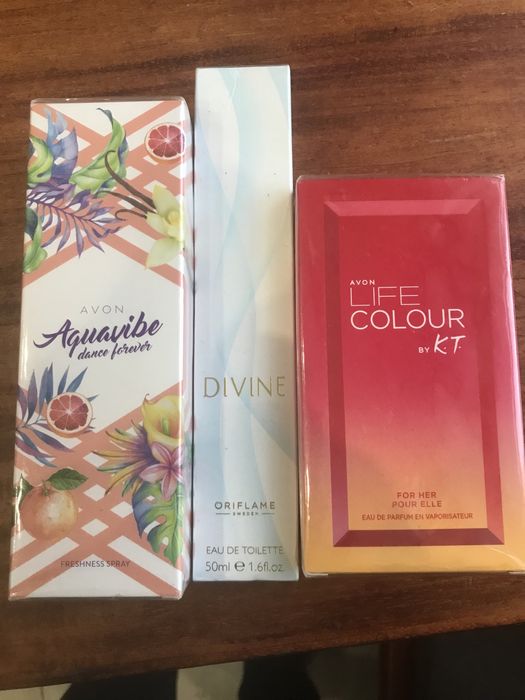 AVON
Aquavibe
dance forever
FRESHNESS SPRAY
DIVINE
ORIFLAME
SWEDEN
EAU DE TOILETTE
50ml e 1.6fl.oz.
AVON
LIFE
COLOUR
BY K.T.
FOR HER
POUR ELLE
EAU DE PARFUM EN VAPORISATEUR